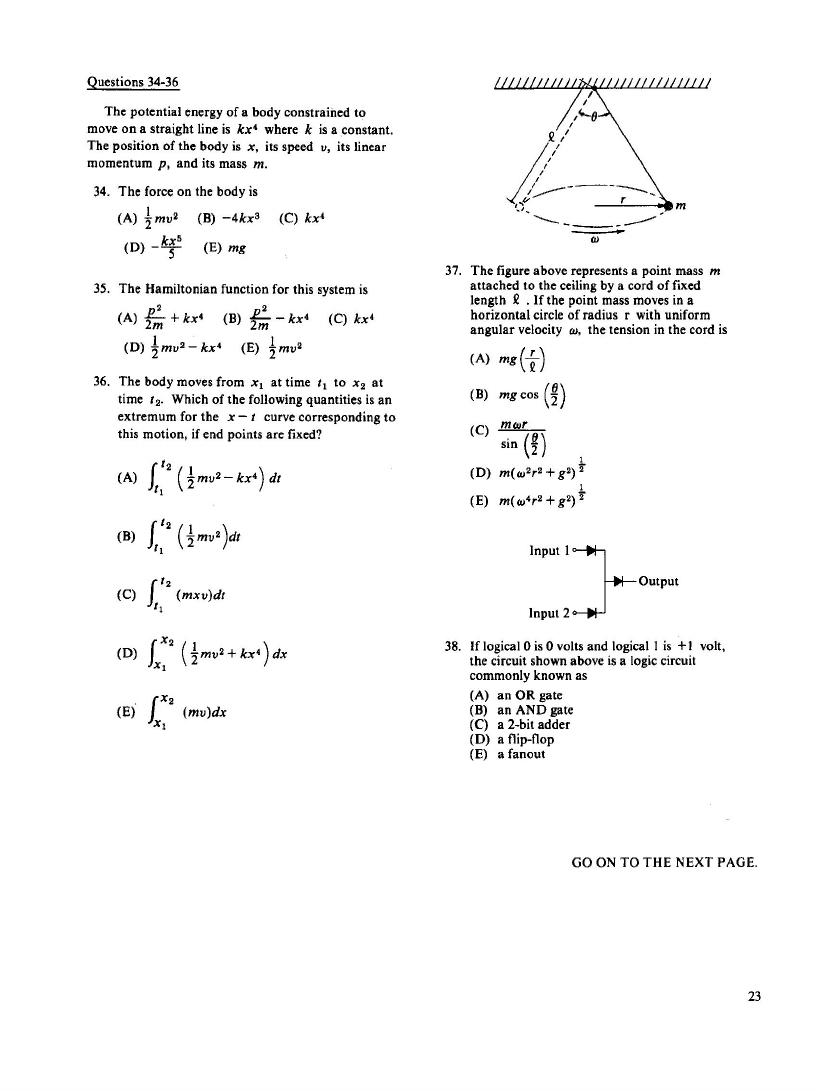 Questions 34-36
The potential energy of a body constrained to
move on a straight line is kx⁴ where k is a constant.
The position of the body is x, its speed v, its linear
momentum p, and its mass m.
34. The force on the body is
(A) ½mv² (B) −4kx³ (C) kx⁴
(D) −kx⁵/5 (E) mg
35. The Hamiltonian function for this system is
(A) p²/2m + kx⁴ (B) p²/2m − kx⁴ (C) kx⁴
(D) ½mv² − kx⁴ (E) ½mv²
36. The body moves from x₁ at time t₁ to x₂ at
time t₂. Which of the following quantities is an
extremum for the x − t curve corresponding to
this motion, if end points are fixed?
(A) ∫_{t₁}^{t₂} (½mv² − kx⁴) dt
(B) ∫_{t₁}^{t₂} (½mv²)dt
(C) ∫_{t₁}^{t₂} (mxv)dt
(D) ∫_{x₁}^{x₂} (½mv² + kx⁴) dx
(E) ∫_{x₁}^{x₂} (mv)dx
θ
ℓ
r
m
ω
37. The figure above represents a point mass m
attached to the ceiling by a cord of fixed
length ℓ . If the point mass moves in a
horizontal circle of radius r with uniform
angular velocity ω, the tension in the cord is
(A) mg(r/ℓ)
(B) mg cos (θ/2)
(C) mωr / sin (θ/2)
(D) m(ω²r² + g²)^½
(E) m(ω⁴r² + g²)^½
Input 1
Output
Input 2
38. If logical 0 is 0 volts and logical 1 is +1 volt,
the circuit shown above is a logic circuit
commonly known as
(A) an OR gate
(B) an AND gate
(C) a 2-bit adder
(D) a flip-flop
(E) a fanout
GO ON TO THE NEXT PAGE.
23